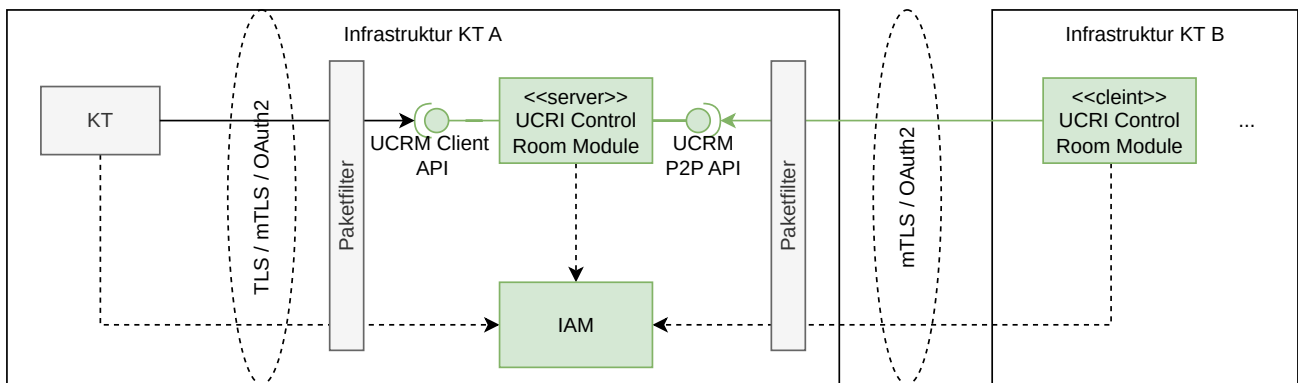 Infrastruktur KT A
Infrastruktur KT B
KT
TLS / mTLS / OAuth2
Paketfilter
UCRM Client
API
<<server>>
UCRI Control
Room Module
UCRM
P2P API
Paketfilter
mTLS / OAuth2
<<cleint>>
UCRI Control
Room Module
...
IAM